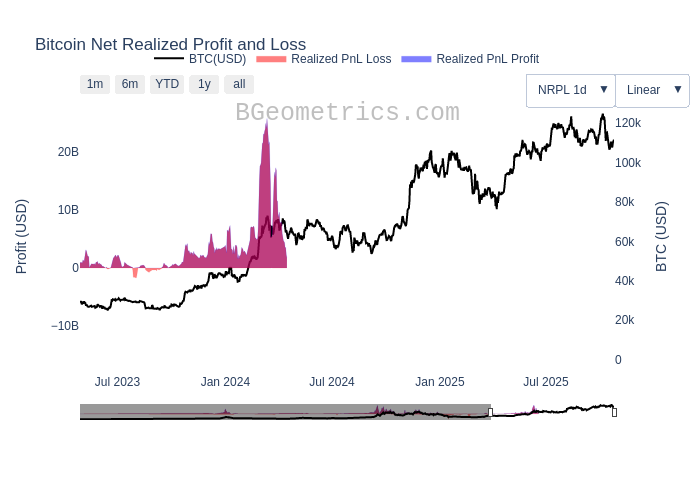 Bitcoin Net Realized Profit and Loss
BTC(USD) Realized PnL Loss Realized PnL Profit
1m 6m YTD 1y all
NRPL 1d ▼ Linear ▼
BGeometrics.com
20B
10B
0
−10B
Profit (USD)
120k
100k
80k
60k
40k
20k
0
BTC (USD)
Jul 2023 Jan 2024 Jul 2024 Jan 2025 Jul 2025